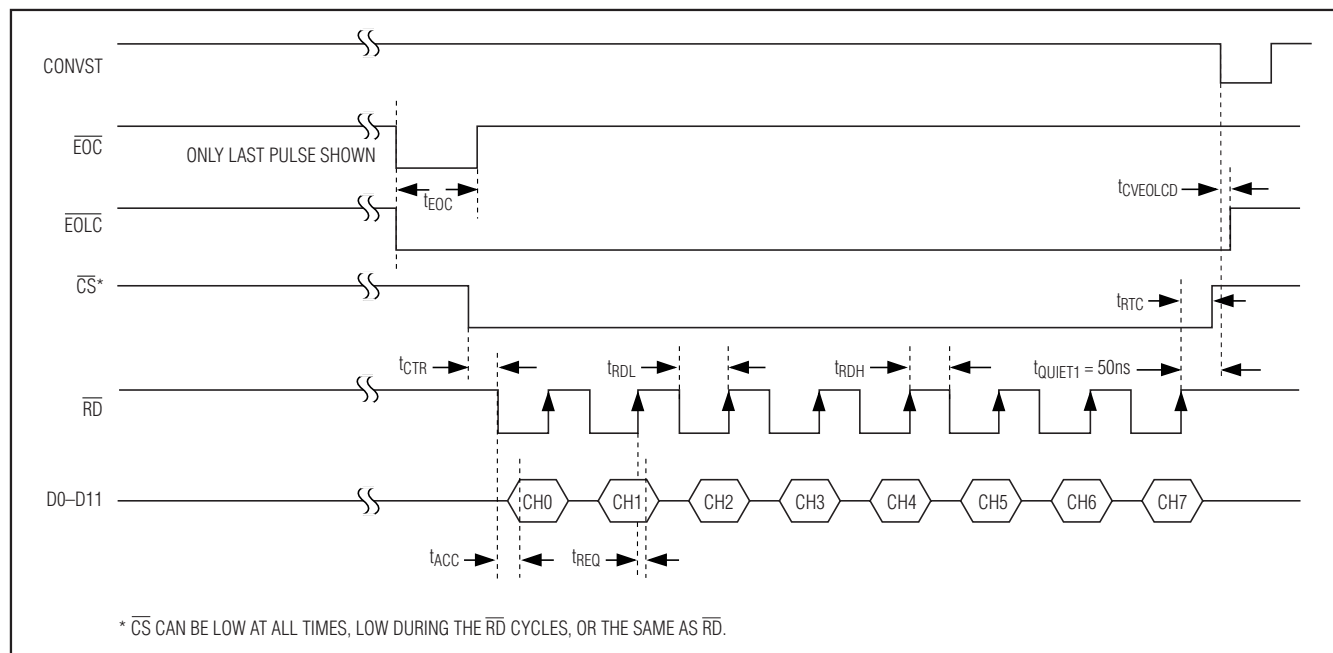 CONVST
EOC
ONLY LAST PULSE SHOWN
tEOC
tCVEOLCD
EOLC
CS*
tRTC
tCTR
tRDL
tRDH
tQUIET1 = 50ns
RD
D0–D11
CH0
CH1
CH2
CH3
CH4
CH5
CH6
CH7
tACC
tREQ
* CS CAN BE LOW AT ALL TIMES, LOW DURING THE RD CYCLES, OR THE SAME AS RD.